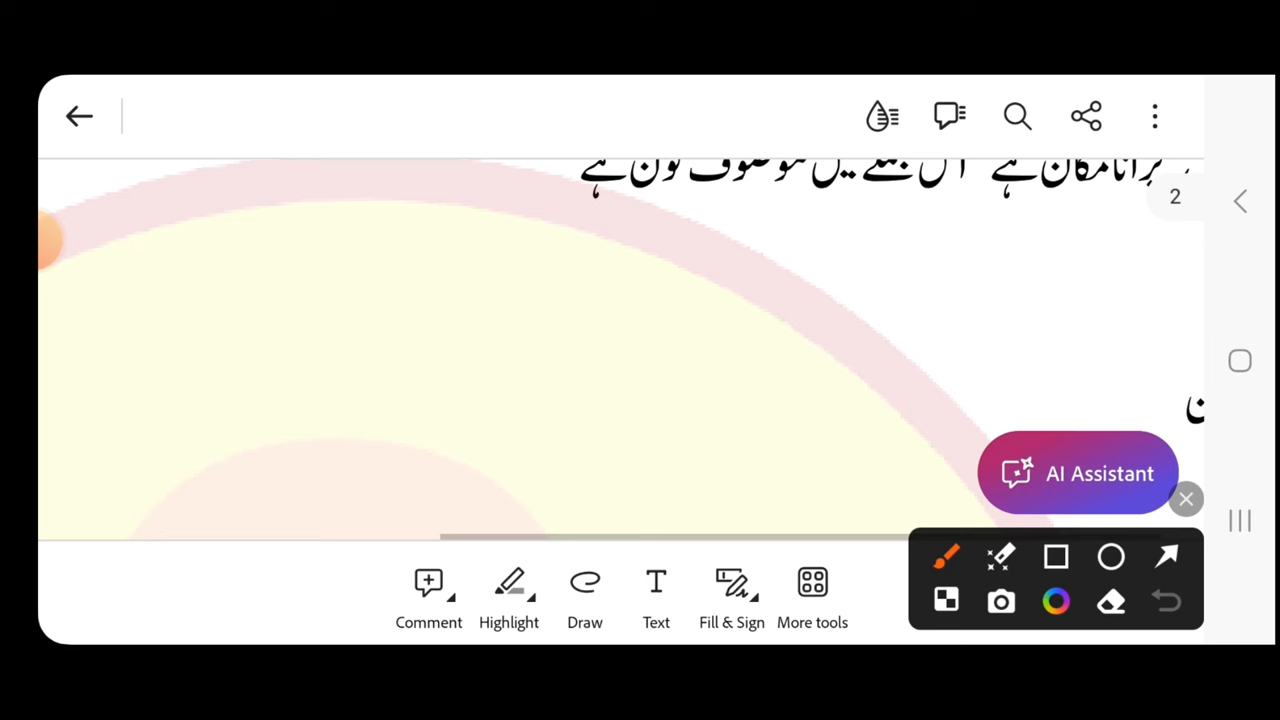 پرانا مکان ہے اس جملے میں موصوف کون ہے
2
ن
AI Assistant
Comment
Highlight
Draw
Text
Fill & Sign
More tools